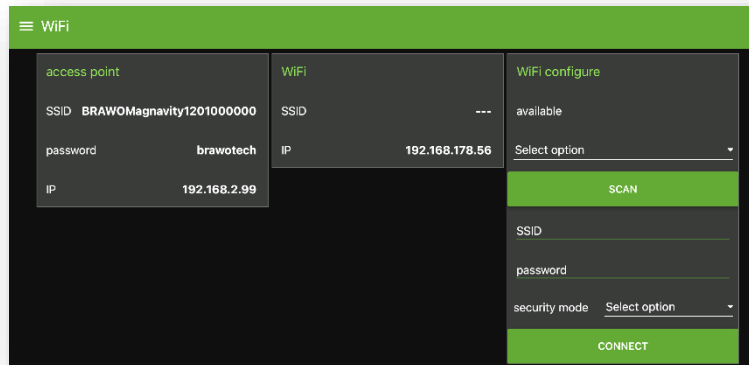 WiFi
access point
SSID BRAWOMagnavity1201000000
password brawotech
IP 192.168.2.99
WiFi
SSID ---
IP 192.168.178.56
WiFi configure
available
Select option
SCAN
SSID
password
security mode Select option
CONNECT